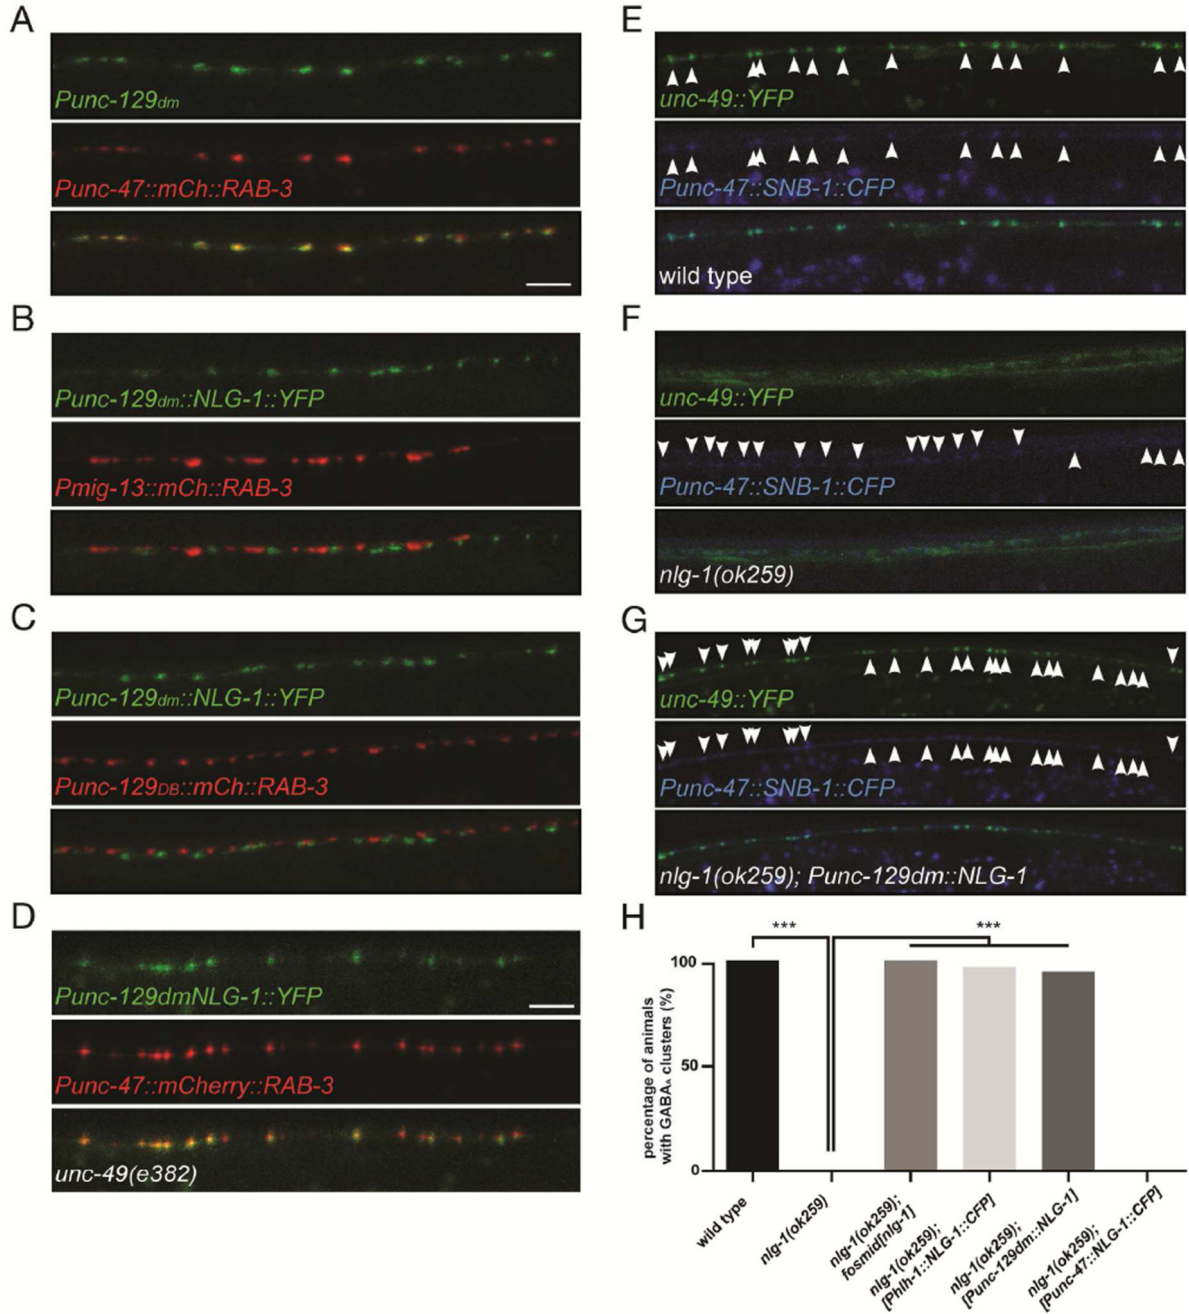 A
Punc-129dm
Punc-47::mCh::RAB-3
B
Punc-129dm::NLG-1::YFP
Pmig-13::mCh::RAB-3
C
Punc-129dm::NLG-1::YFP
Punc-129DB::mCh::RAB-3
D
Punc-129dmNLG-1::YFP
Punc-47::mCherry::RAB-3
unc-49(e382)
E
unc-49::YFP
Punc-47::SNB-1::CFP
wild type
F
unc-49::YFP
Punc-47::SNB-1::CFP
nlg-1(ok259)
G
unc-49::YFP
Punc-47::SNB-1::CFP
nlg-1(ok259); Punc-129dm::NLG-1
H
*** ***
percentage of animals
with GABAA clusters (%)
100
50
0
wild type
nlg-1(ok259)
nlg-1(ok259);
fosmid[nlg-1]
nlg-1(ok259);
[Phlh-1::NLG-1::CFP]
nlg-1(ok259);
[Punc-129dm::NLG-1]
nlg-1(ok259);
[Punc-47::NLG-1::CFP]